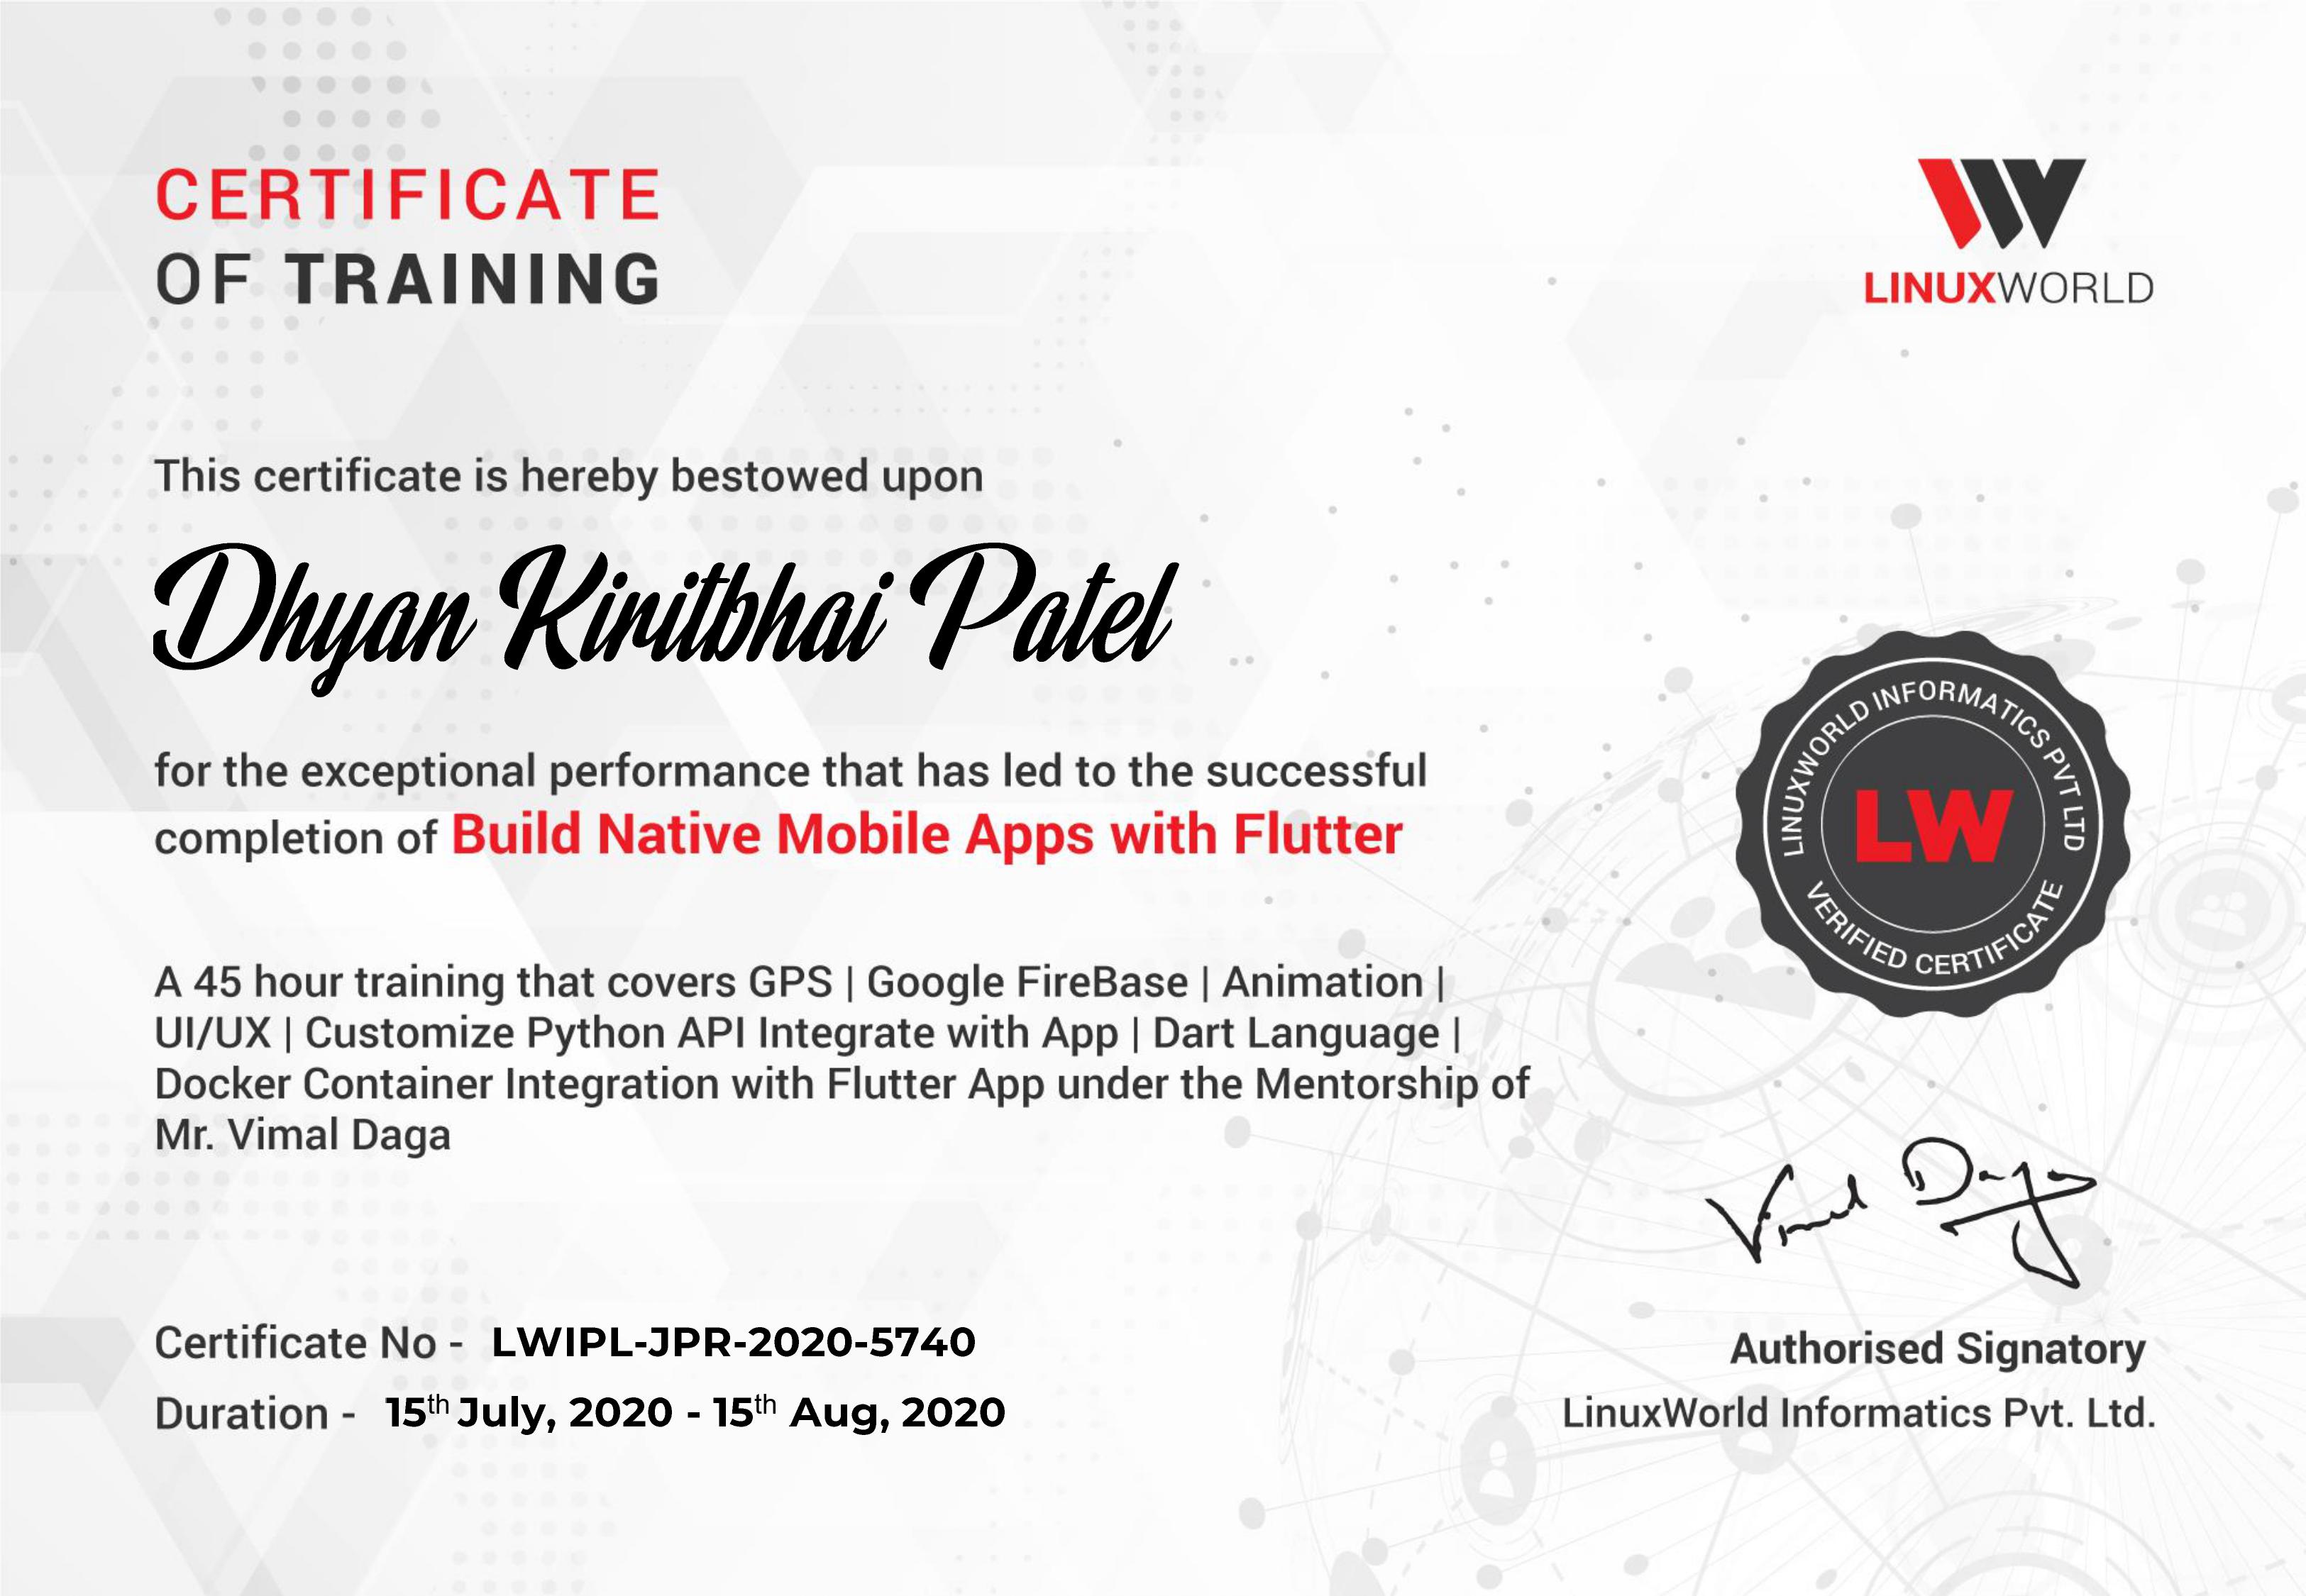 CERTIFICATE
OF TRAINING
LINUXWORLD
This certificate is hereby bestowed upon
Dhyan Kiritbhai Patel
for the exceptional performance that has led to the successful
completion of Build Native Mobile Apps with Flutter
LINUXWORLD INFORMATICS PVT LTD
LW
VERIFIED CERTIFICATE
A 45 hour training that covers GPS | Google FireBase | Animation |
UI/UX | Customize Python API Integrate with App | Dart Language |
Docker Container Integration with Flutter App under the Mentorship of
Mr. Vimal Daga
Vimal Daga
Certificate No - LWIPL-JPR-2020-5740
Duration - 15th July, 2020 - 15th Aug, 2020
Authorised Signatory
LinuxWorld Informatics Pvt. Ltd.